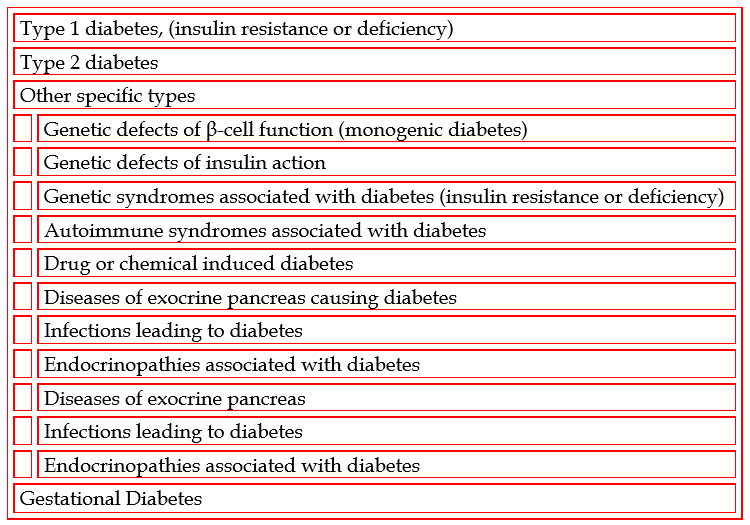 Type 1 diabetes, (insulin resistance or deficiency)
Type 2 diabetes
Other specific types
Genetic defects of β-cell function (monogenic diabetes)
Genetic defects of insulin action
Genetic syndromes associated with diabetes (insulin resistance or deficiency)
Autoimmune syndromes associated with diabetes
Drug or chemical induced diabetes
Diseases of exocrine pancreas causing diabetes
Infections leading to diabetes
Endocrinopathies associated with diabetes
Diseases of exocrine pancreas
Infections leading to diabetes
Endocrinopathies associated with diabetes
Gestational Diabetes